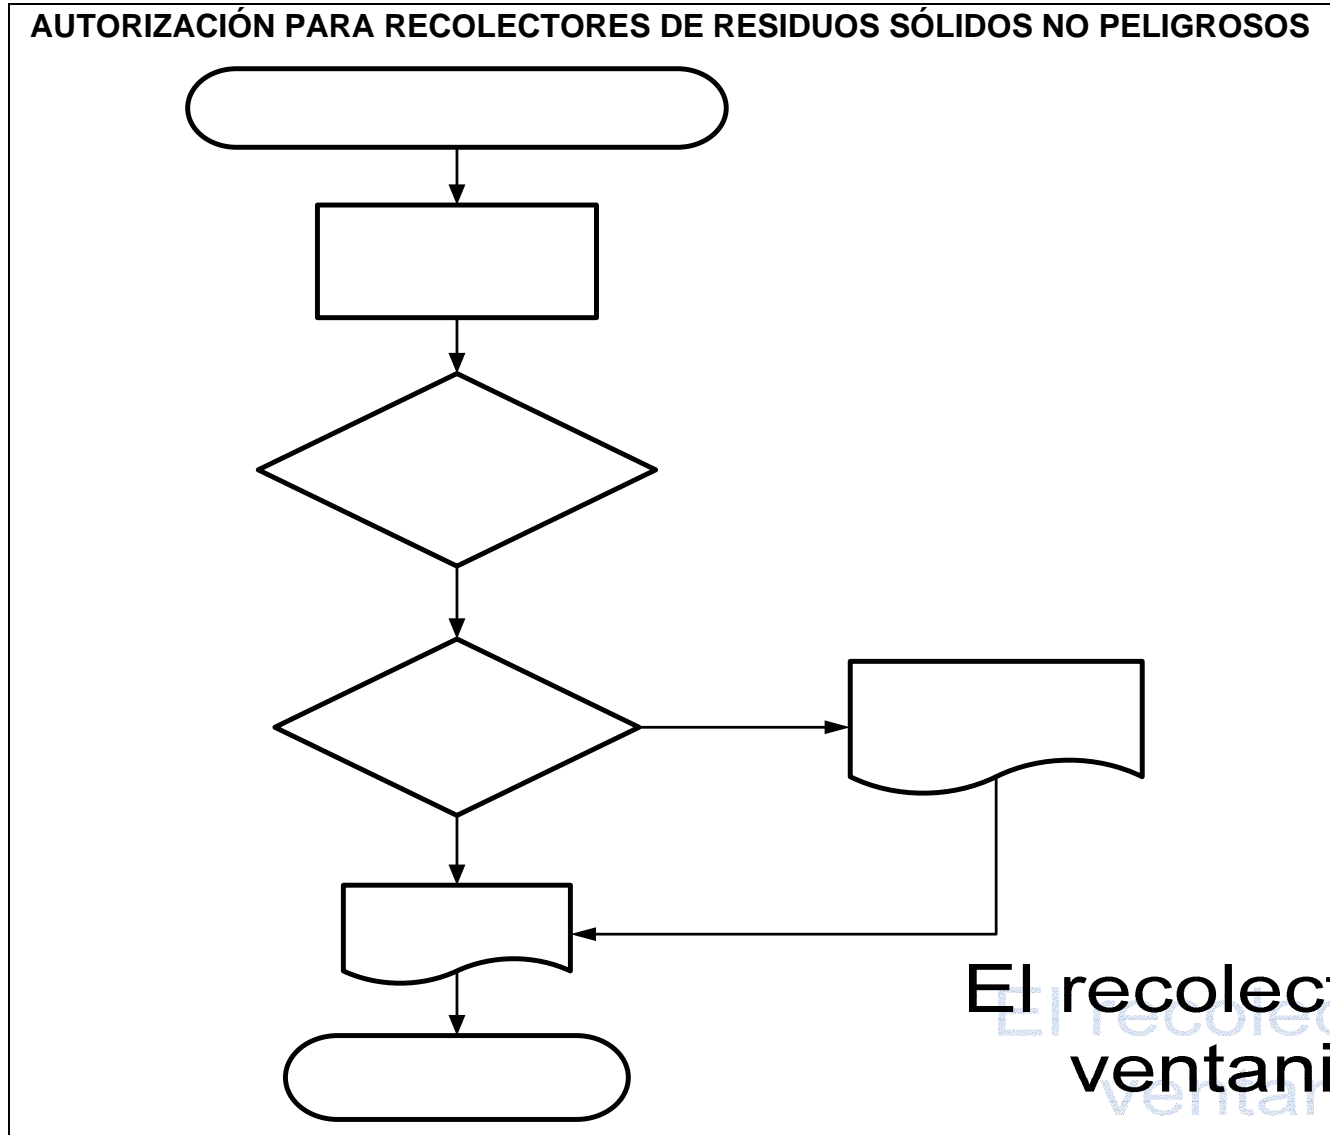 AUTORIZACIÓN PARA RECOLECTORES DE RESIDUOS SÓLIDOS NO PELIGROSOS
El recolect
ventani